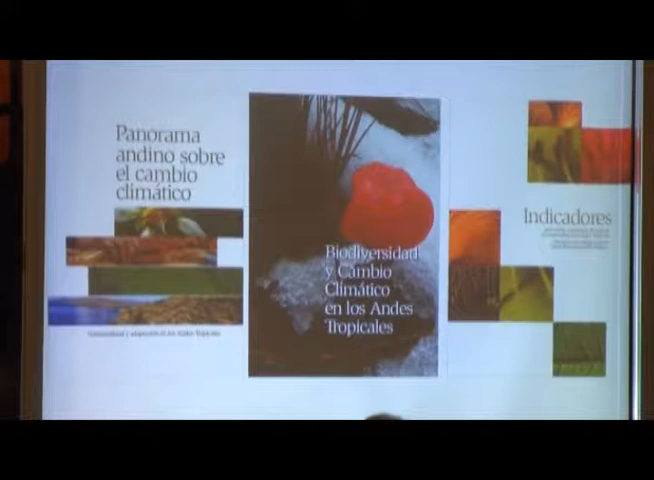 Panorama
andino sobre
el cambio
climático
Biodiversidad
y Cambio
Climático
en los Andes
Tropicales
Indicadores